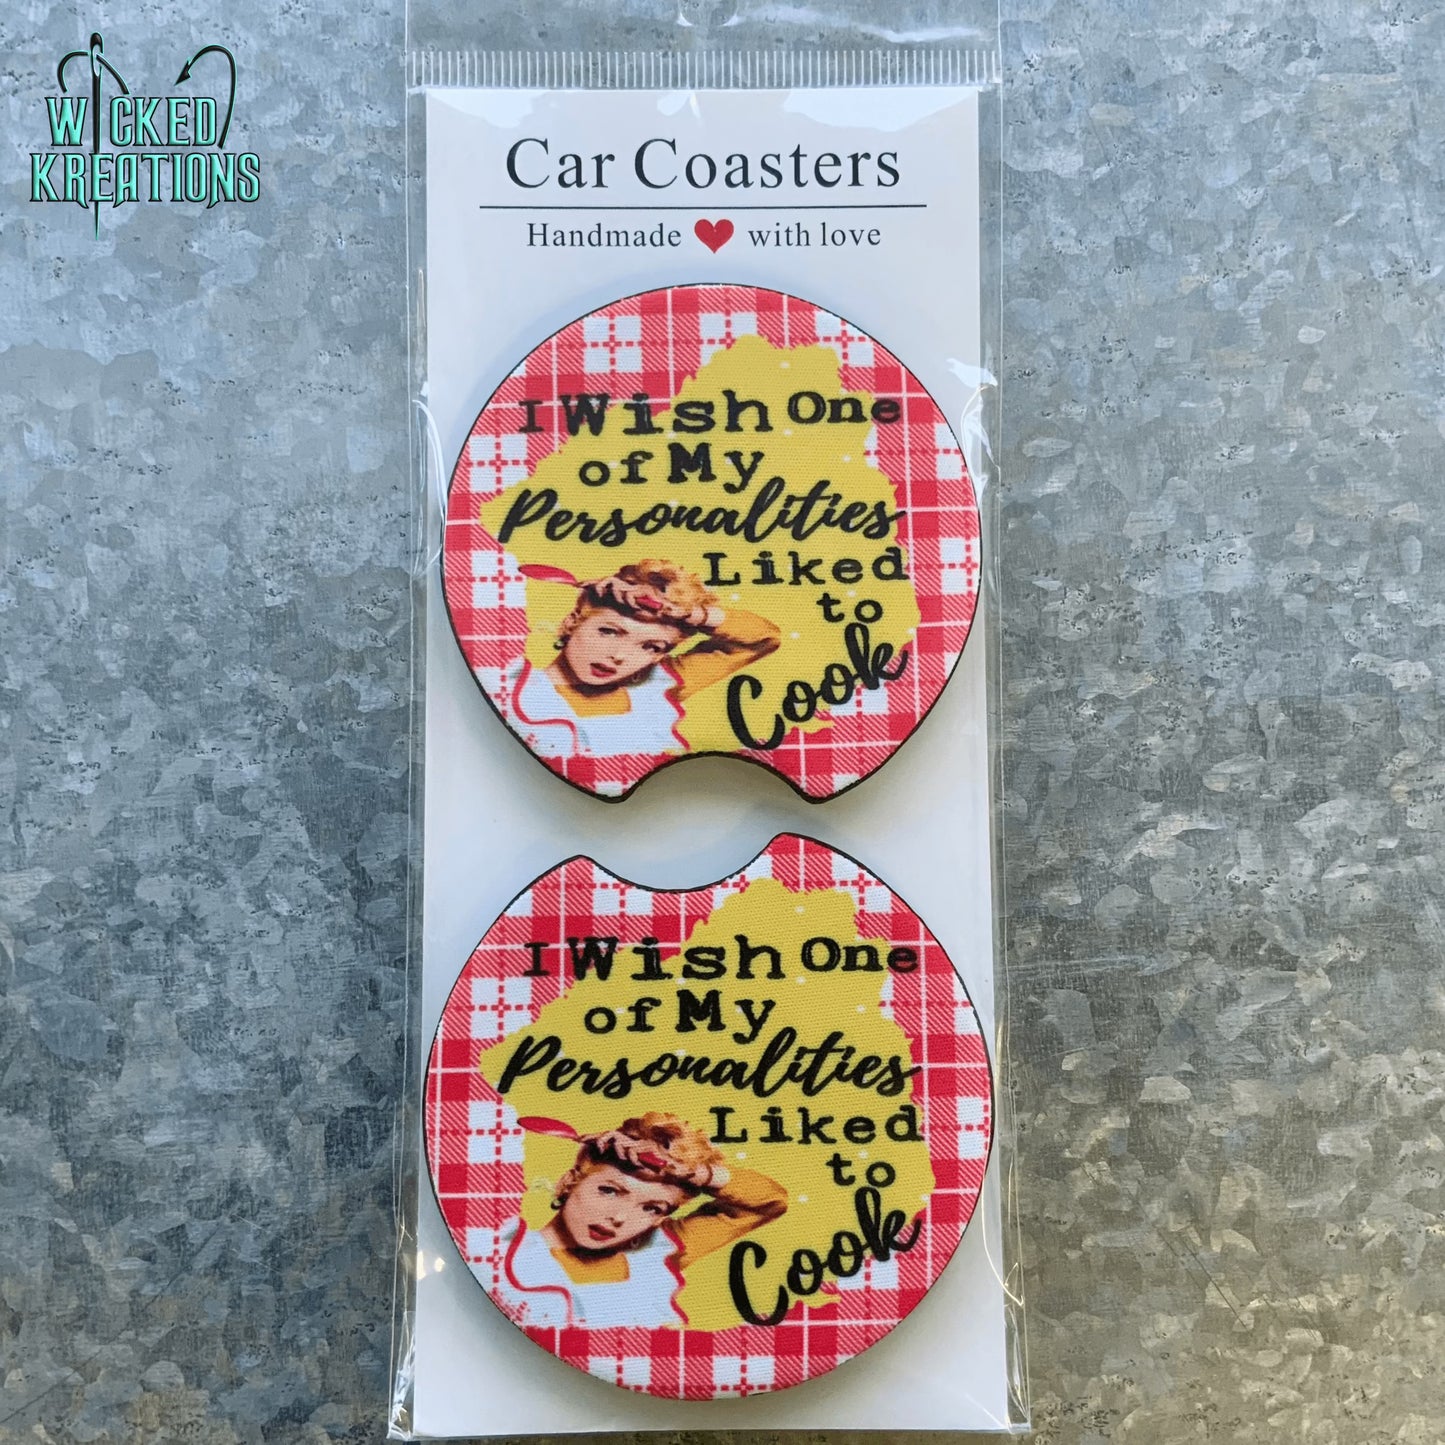 WICKED
KREATIONS
Car Coasters
Handmade ❤ with love
I Wish One
of My
Personalities
Liked
to
Cook
I Wish One
of My
Personalities
Liked
to
Cook